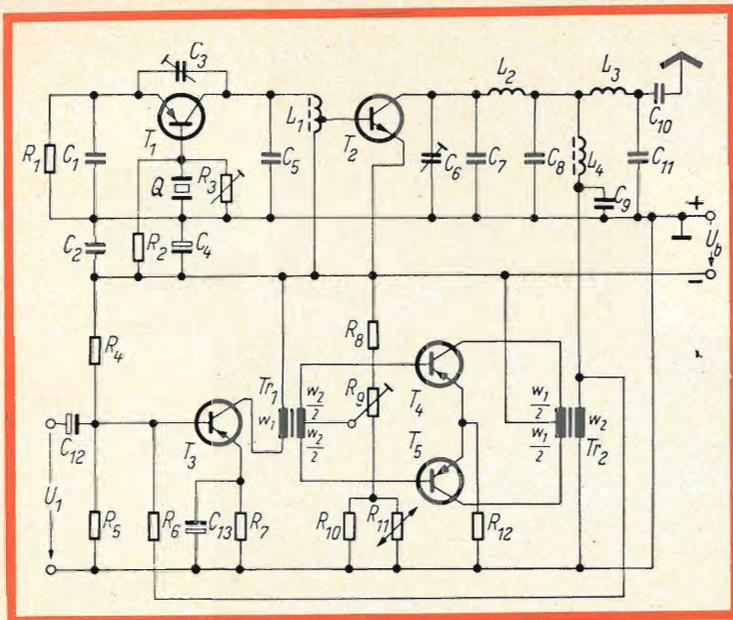 C3
R1
C1
T1
Q
R3
C5
L1
T2
C6
C7
L2
C8
L4
L3
C10
C11
C9
+
Ub
−
C2
R2
C4
R4
R8
R9
Tr1
w1
w2/2
w2/2
T4
T5
w1/2
w1/2
w2
Tr2
C12
T3
U1
R5
R6
C13
R7
R10
R11
R12